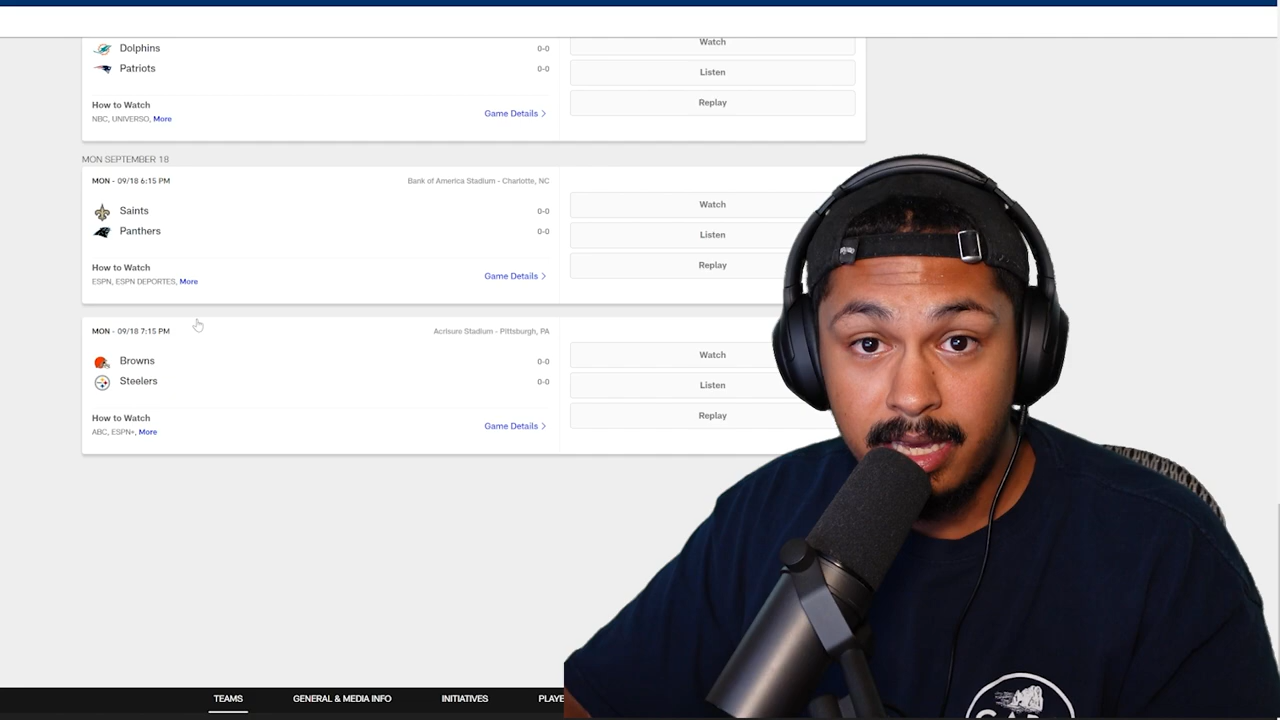 Dolphins 0-0 Watch
Patriots 0-0 Listen
Replay
How to Watch
NBC, UNIVERSO, More
Game Details >
MON SEPTEMBER 18
MON - 09/18 6:15 PM Bank of America Stadium - Charlotte, NC
Saints 0-0 Watch
Panthers 0-0 Listen
Replay
How to Watch
ESPN, ESPN DEPORTES, More
Game Details >
MON - 09/18 7:15 PM Acrisure Stadium - Pittsburgh, PA
Browns 0-0 Watch
Steelers 0-0 Listen
Replay
How to Watch
ABC, ESPN+, More
Game Details >
TEAMS GENERAL & MEDIA INFO INITIATIVES PLAYE